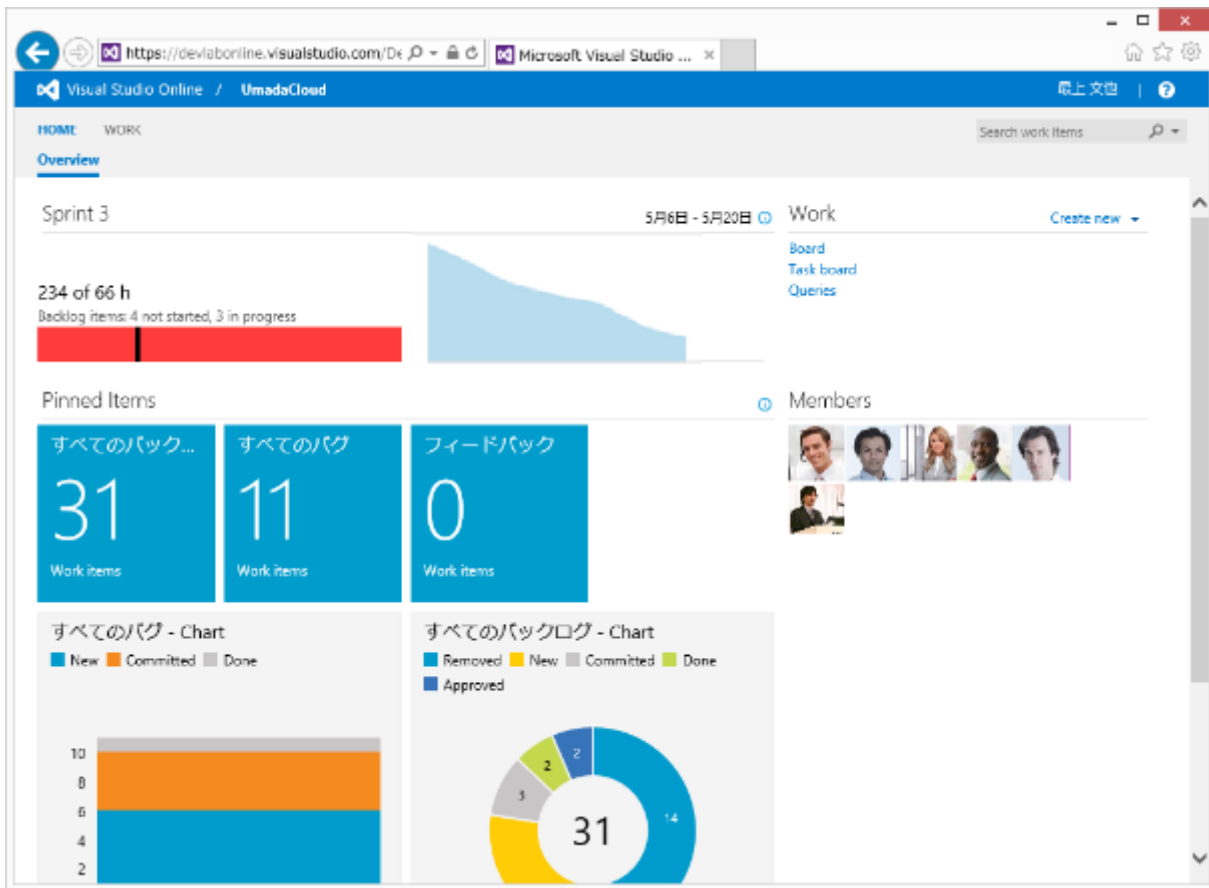 https://devlabonline.visualstudio.com/De
Microsoft Visual Studio ...
Visual Studio Online / UmadaCloud
最上 文也 | ?
HOME WORK
Search work items
Overview
Sprint 3
5月6日 - 5月20日
234 of 66 h
Backlog items: 4 not started, 3 in progress
Work
Create new
Board
Task board
Queries
Pinned Items
すべてのバック...
31
Work items
すべてのバグ
11
Work items
フィードバック
0
Work items
Members
すべてのバグ - Chart
New Committed Done
10
8
6
4
2
すべてのバックログ - Chart
Removed New Committed Done
Approved
2
2
3
14
31